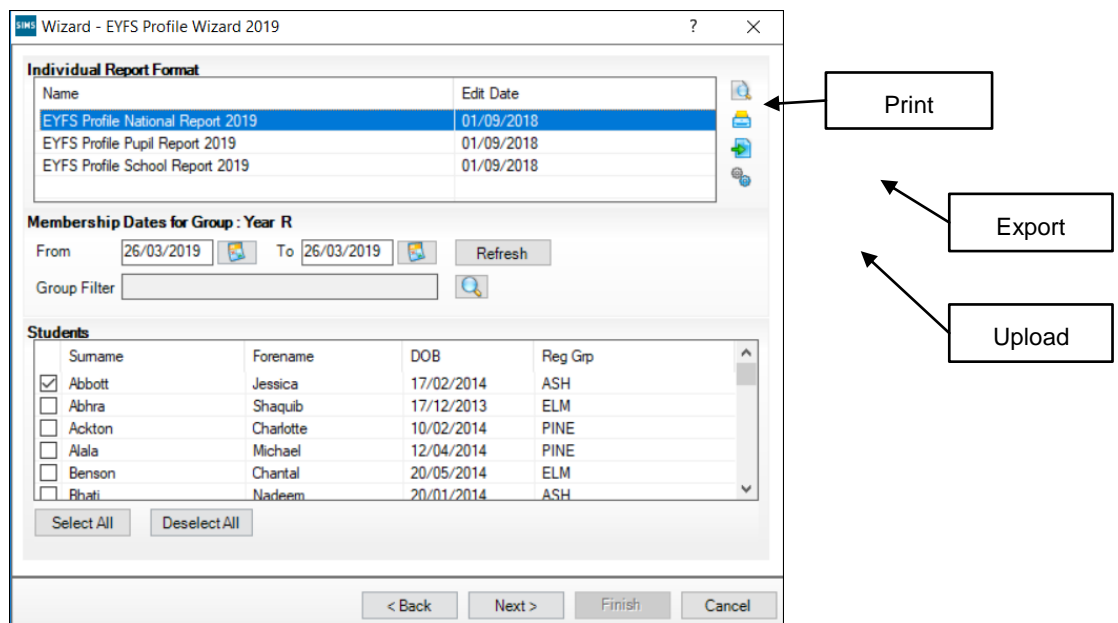 SIMS Wizard - EYFS Profile Wizard 2019 ?
Individual Report Format
Name Edit Date
EYFS Profile National Report 2019 01/09/2018
EYFS Profile Pupil Report 2019 01/09/2018
EYFS Profile School Report 2019 01/09/2018
Print
Export
Upload
Membership Dates for Group : Year R
From 26/03/2019 To 26/03/2019 Refresh
Group Filter
Students
Surname Forename DOB Reg Grp
Abbott Jessica 17/02/2014 ASH
Abhra Shaquib 17/12/2013 ELM
Ackton Charlotte 10/02/2014 PINE
Alala Michael 12/04/2014 PINE
Benson Chantal 20/05/2014 ELM
Bhati Nadeem 20/01/2014 ASH
Select All Deselect All
< Back Next > Finish Cancel